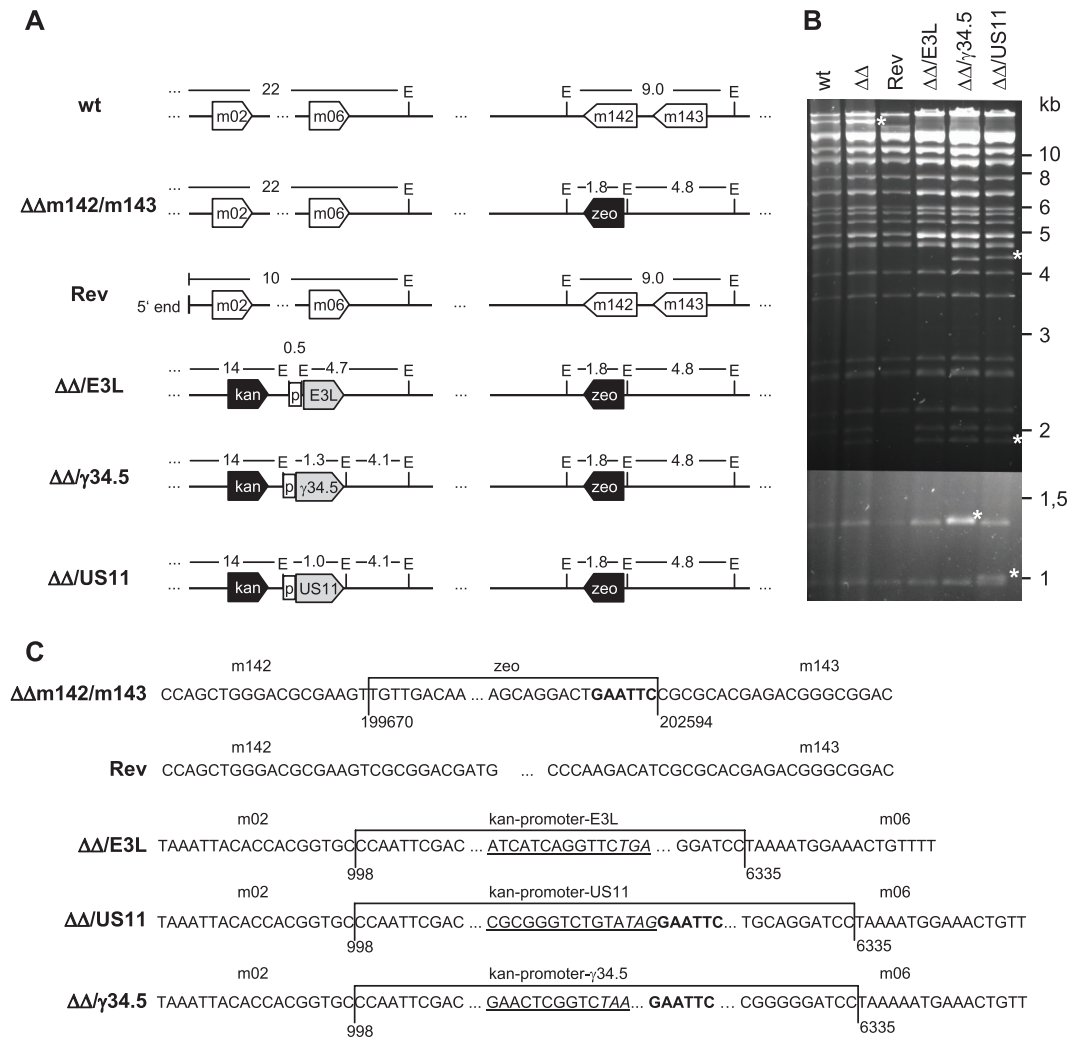 A
wt
... 22 E E 9.0 E
... m02 ... m06 ... m142 m143 ...
ΔΔm142/m143
... 22 E E -1.8- E 4.8 E
... m02 ... m06 ... zeo ...
Rev
10 E E 9.0 E
5' end m02 ... m06 ... m142 m143 ...
ΔΔ/E3L
0.5
... 14 E E -4.7- E E -1.8- E 4.8 E
... kan p E3L ... zeo ...
ΔΔ/γ34.5
... 14 E -1.3- E -4.1- E E -1.8- E 4.8 E
... kan p γ34.5 ... zeo ...
ΔΔ/US11
... 14 E -1.0- E -4.1- E E -1.8- E 4.8 E
... kan p US11 ... zeo ...
B
wt ΔΔ Rev ΔΔ/E3L ΔΔ/γ34.5 ΔΔ/US11
kb
*
10
8
6
5
*
4
3
2
*
1,5
*
*
1
C
m142 zeo m143
ΔΔm142/m143 CCAGCTGGGACGCGAAGTTGTTGACAA ... AGCAGGACTGAATTCCGCGCACGAGACGGGCGGAC
199670 202594
m142 m143
Rev CCAGCTGGGACGCGAAGTCGCGGACGATG ... CCCAAGACATCGCGCACGAGACGGGCGGAC
m02 kan-promoter-E3L m06
ΔΔ/E3L TAAATTACACCACGGTGCCCAATTCGAC ... ATCATCAGGTTCTGA ... GGATCCTAAAATGGAAACTGTTTT
998 6335
m02 kan-promoter-US11 m06
ΔΔ/US11 TAAATTACACCACGGTGCCCAATTCGAC ... CGCGGGTCTGTATAGGAATTC... TGCAGGATCCTAAAATGGAAACTGTT
998 6335
m02 kan-promoter-γ34.5 m06
ΔΔ/γ34.5 TAAATTACACCACGGTGCCCAATTCGAC ... GAACTCGGTCTAA... GAATTC ... CGGGGGATCCTAAAAATGAAACTGTT
998 6335